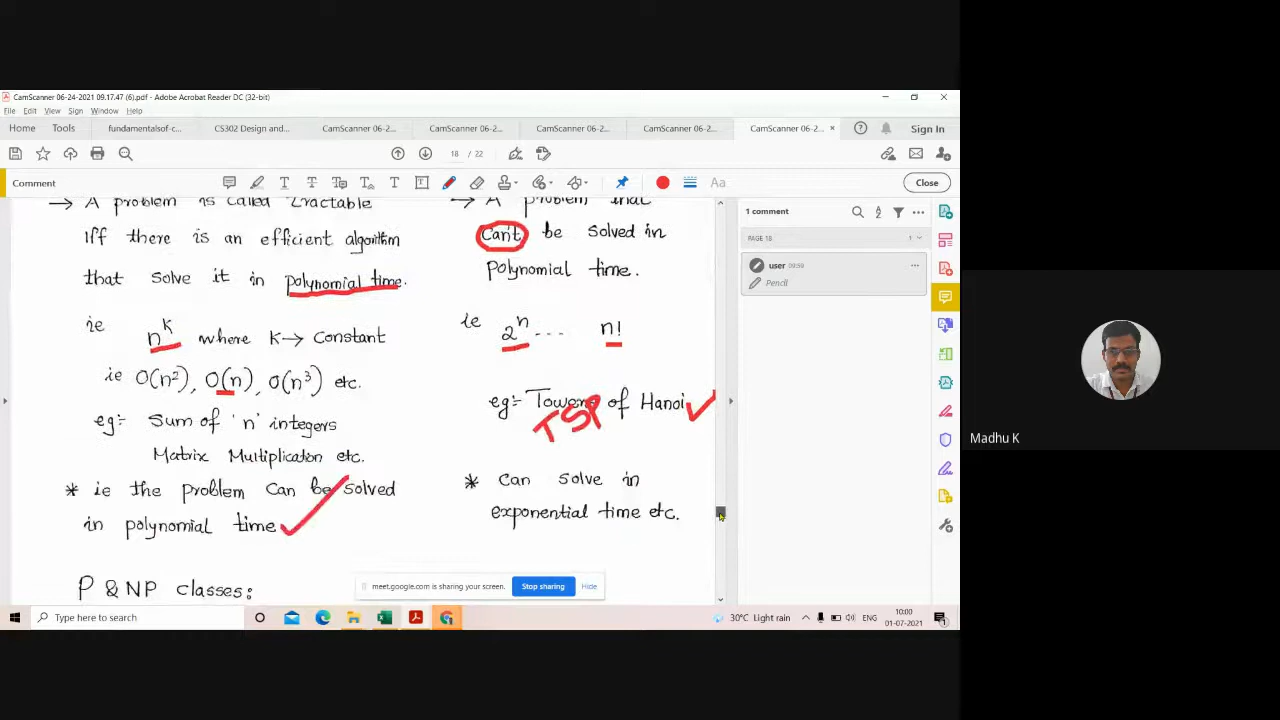 CamScanner 06-24-2021 09.17.47 (6).pdf - Adobe Acrobat Reader DC (32-bit)
File Edit View Sign Window Help
Home Tools fundamentalsof-c... CS302 Design and... CamScanner 06-2... CamScanner 06-2... CamScanner 06-2... CamScanner 06-2... CamScanner 06-2... × Sign In
18 / 22
Comment Aa Close
1 comment
PAGE 18 1
user 09:59
Pencil
→ A problem is called Tractable
Iff there is an efficient algorithm
that solve it in polynomial time.
ie n^k where K → Constant
ie O(n²), O(n), O(n³) etc.
eg:- Sum of 'n' integers
Matrix Multiplication etc.
* ie the problem can be solved
in polynomial time
P & NP classes:
→ A problem that
Can't be solved in
Polynomial time.
ie 2^n ... n!
eg:- Towers of Hanoi
TSP
* Can solve in
exponential time etc.
meet.google.com is sharing your screen. Stop sharing Hide
Madhu K
Type here to search
30°C Light rain ENG 10:00
01-07-2021